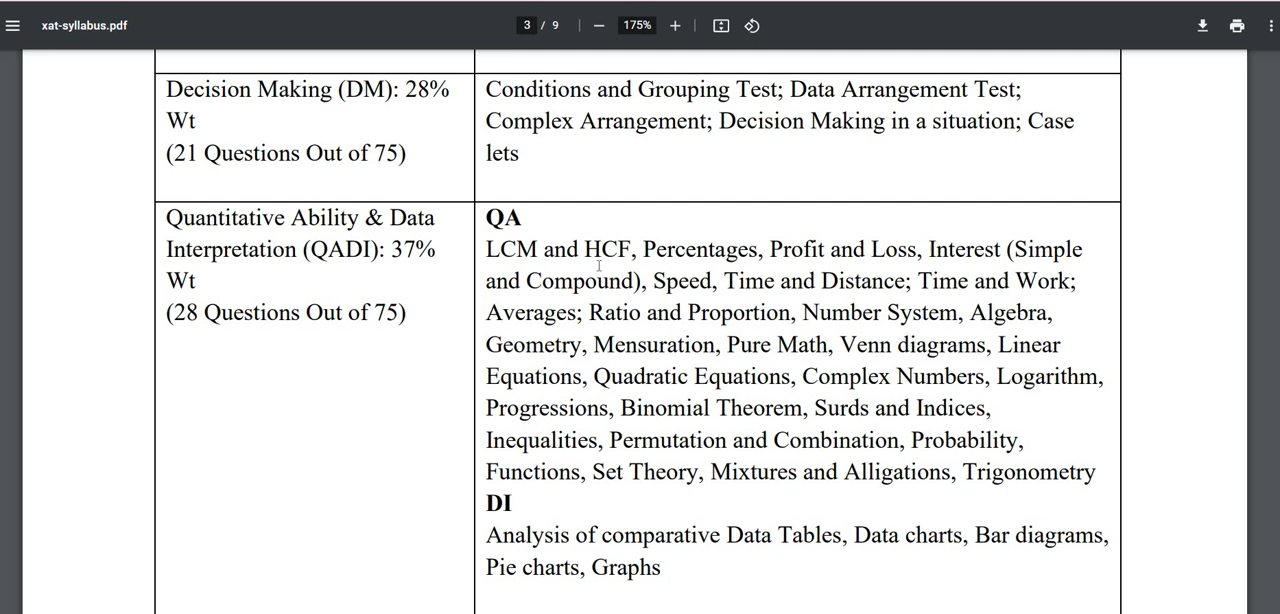 xat-syllabus.pdf
3 / 9
175%
Decision Making (DM): 28%
Wt
(21 Questions Out of 75)
Conditions and Grouping Test; Data Arrangement Test;
Complex Arrangement; Decision Making in a situation; Case
lets
Quantitative Ability & Data
Interpretation (QADI): 37%
Wt
(28 Questions Out of 75)
QA
LCM and HCF, Percentages, Profit and Loss, Interest (Simple
and Compound), Speed, Time and Distance; Time and Work;
Averages; Ratio and Proportion, Number System, Algebra,
Geometry, Mensuration, Pure Math, Venn diagrams, Linear
Equations, Quadratic Equations, Complex Numbers, Logarithm,
Progressions, Binomial Theorem, Surds and Indices,
Inequalities, Permutation and Combination, Probability,
Functions, Set Theory, Mixtures and Alligations, Trigonometry
DI
Analysis of comparative Data Tables, Data charts, Bar diagrams,
Pie charts, Graphs